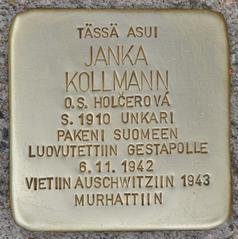 TÄSSÄ ASUI
JANKA
KOLLMANN
O.S. HOLČEROVÁ
S. 1910 UNKARI
PAKENI SUOMEEN
LUOVUTETTIIN GESTAPOLLE
6.11.1942
VIETIIN AUSCHWITZIIN 1943
MURHATTIIN